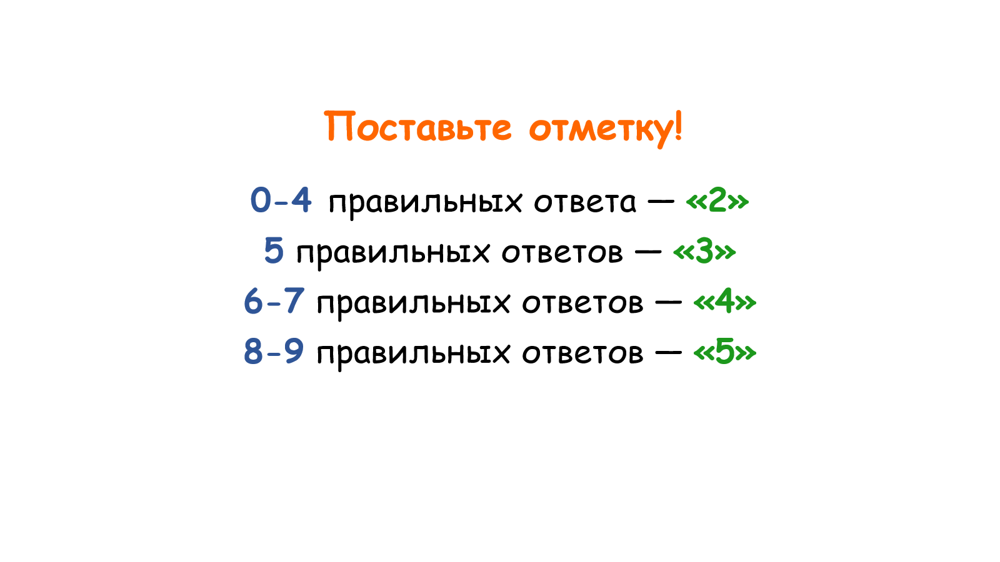 Поставьте отметку!
0-4 правильных ответа — «2»
5 правильных ответов — «3»
6-7 правильных ответов — «4»
8-9 правильных ответов — «5»